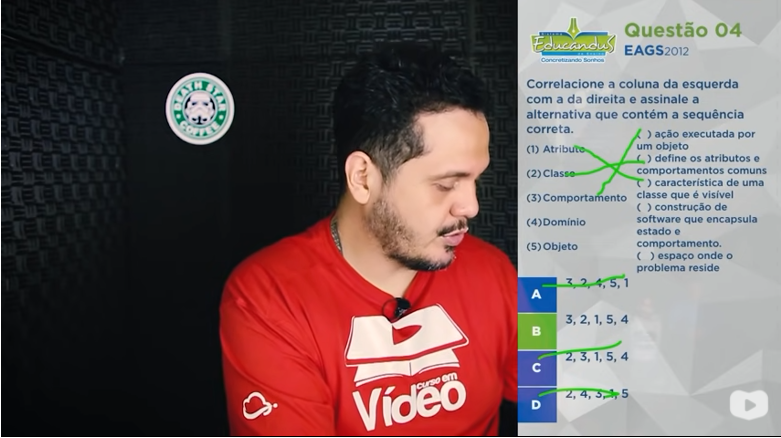 DEATH STAR
COFFEE
curso em
Vídeo
EducanduS
Concretizando Sonhos
Questão 04
EAGS2012
Correlacione a coluna da esquerda
com a da direita e assinale a
alternativa que contém a sequência
correta.
(1) Atributo
(2) Classe
(3) Comportamento
(4) Domínio
(5) Objeto
( ) ação executada por
um objeto
( ) define os atributos e
comportamentos comuns
( ) característica de uma
classe que é visível
( ) construção de
software que encapsula
estado e
comportamento.
( ) espaço onde o
problema reside
A 3, 2, 4, 5, 1
B 3, 2, 1, 5, 4
C 2, 3, 1, 5, 4
D 2, 4, 3, 1, 5